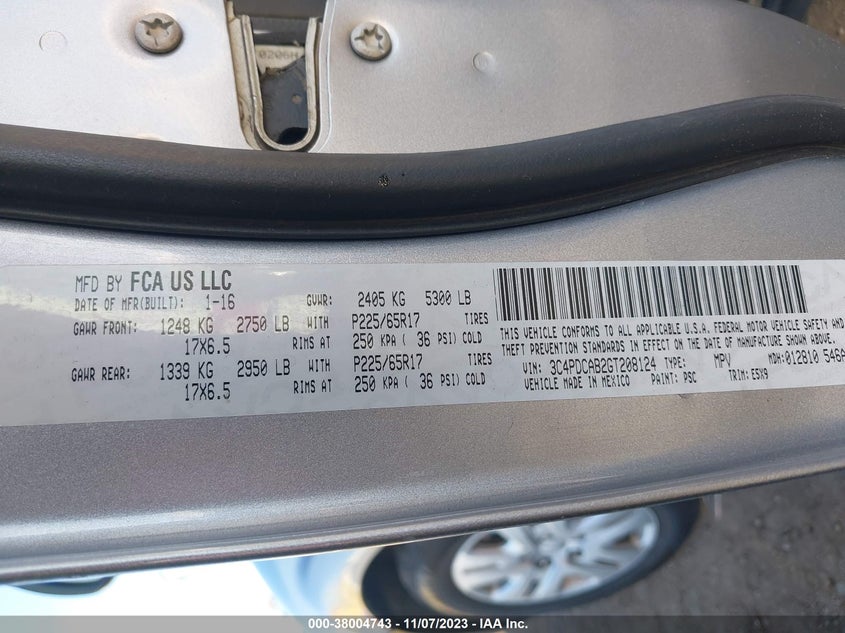 0206H
MFD BY FCA US LLC
DATE OF MFR(BUILT): 1-16 GVWR: 2405 KG 5300 LB
GAWR FRONT: 1248 KG 2750 LB WITH P225/65R17 TIRES
17X6.5 RIMS AT 250 KPA ( 36 PSI) COLD
GAWR REAR: 1339 KG 2950 LB WITH P225/65R17 TIRES
17X6.5 RIMS AT 250 KPA ( 36 PSI) COLD
THIS VEHICLE CONFORMS TO ALL APPLICABLE U.S.A. FEDERAL MOTOR VEHICLE SAFETY AND
THEFT PREVENTION STANDARDS IN EFFECT ON THE DATE OF MANUFACTURE SHOWN ABOVE.
VIN: 3C4PDCAB2GT208124 TYPE: MPV MDH: 012810 546A
VEHICLE MADE IN MEXICO PAINT: PSC TRIM: E5X9
000-38004743 - 11/07/2023 - IAA Inc.